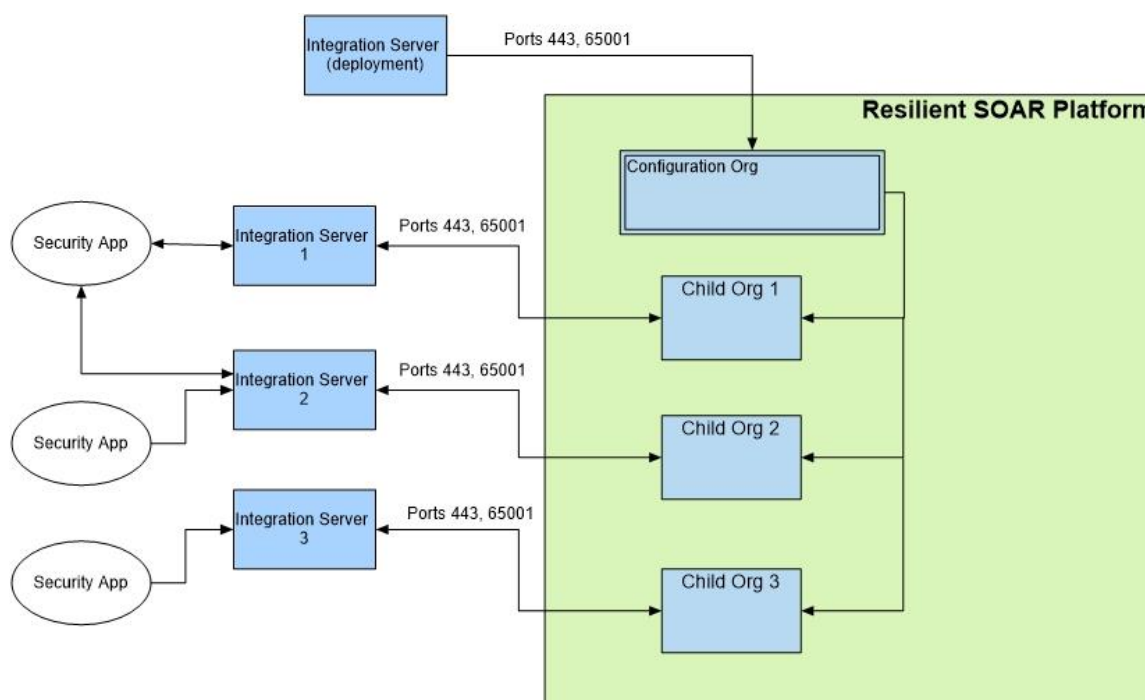 Integration Server
(deployment)
Ports 443, 65001
Resilient SOAR Platform
Configuration Org
Security App
Integration Server
1
Ports 443, 65001
Child Org 1
Integration Server
2
Ports 443, 65001
Security App
Child Org 2
Integration Server
3
Ports 443, 65001
Security App
Child Org 3